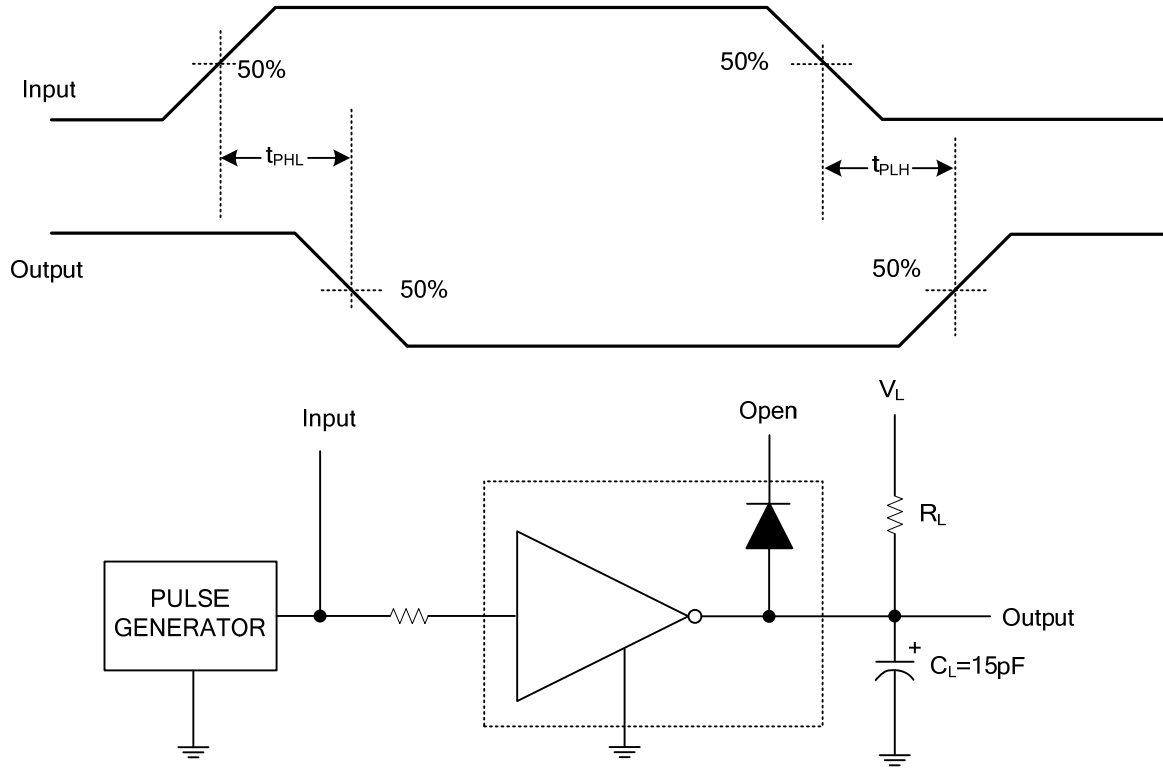 50%
50%
Input
tPHL
tPLH
Output
50%
50%
VL
Input
Open
RL
PULSE
GENERATOR
Output
+
CL=15pF